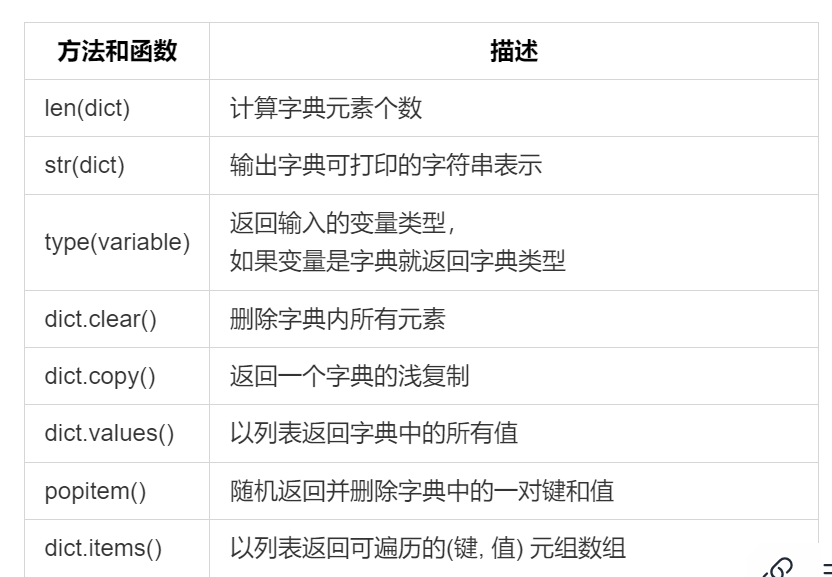 方法和函数 描述
len(dict) 计算字典元素个数
str(dict) 输出字典可打印的字符串表示
type(variable) 返回输入的变量类型，
如果变量是字典就返回字典类型
dict.clear() 删除字典内所有元素
dict.copy() 返回一个字典的浅复制
dict.values() 以列表返回字典中的所有值
popitem() 随机返回并删除字典中的一对键和值
dict.items() 以列表返回可遍历的(键, 值) 元组数组